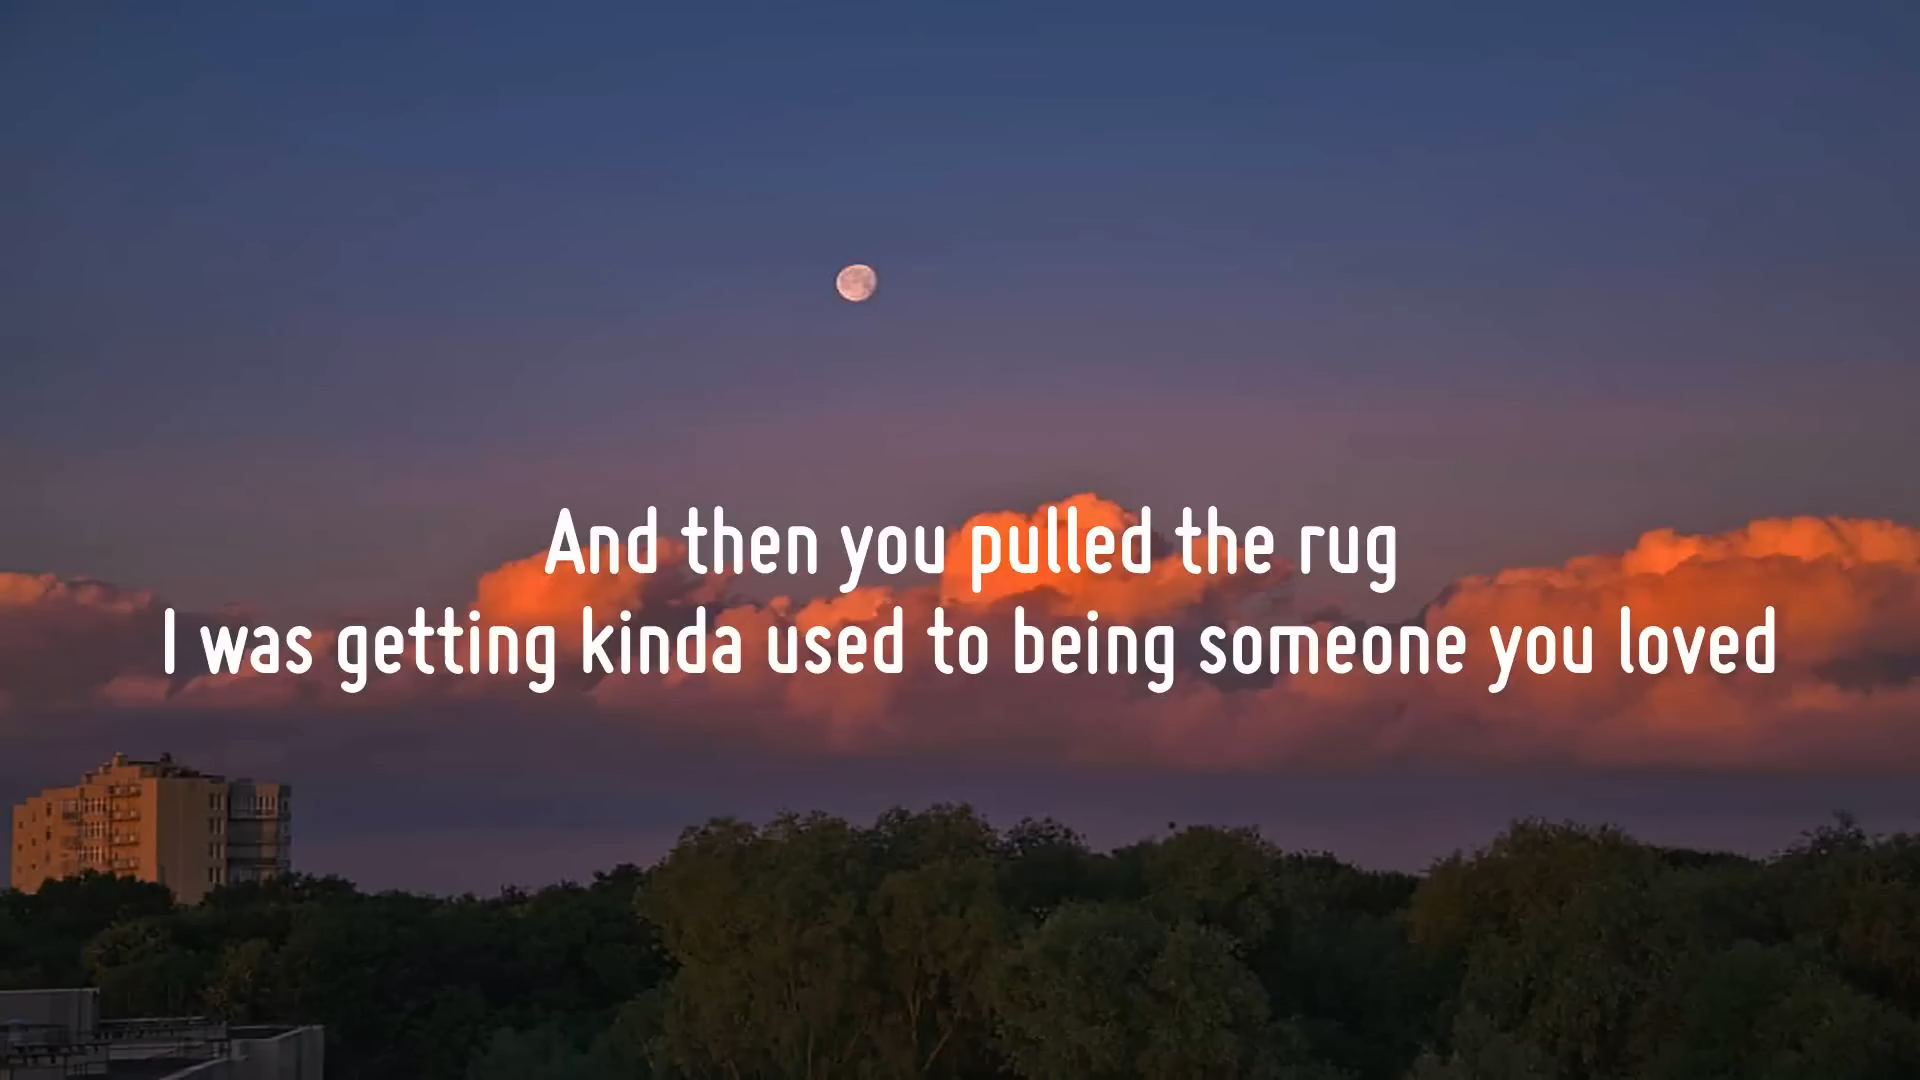 And then you pulled the rug
I was getting kinda used to being someone you loved